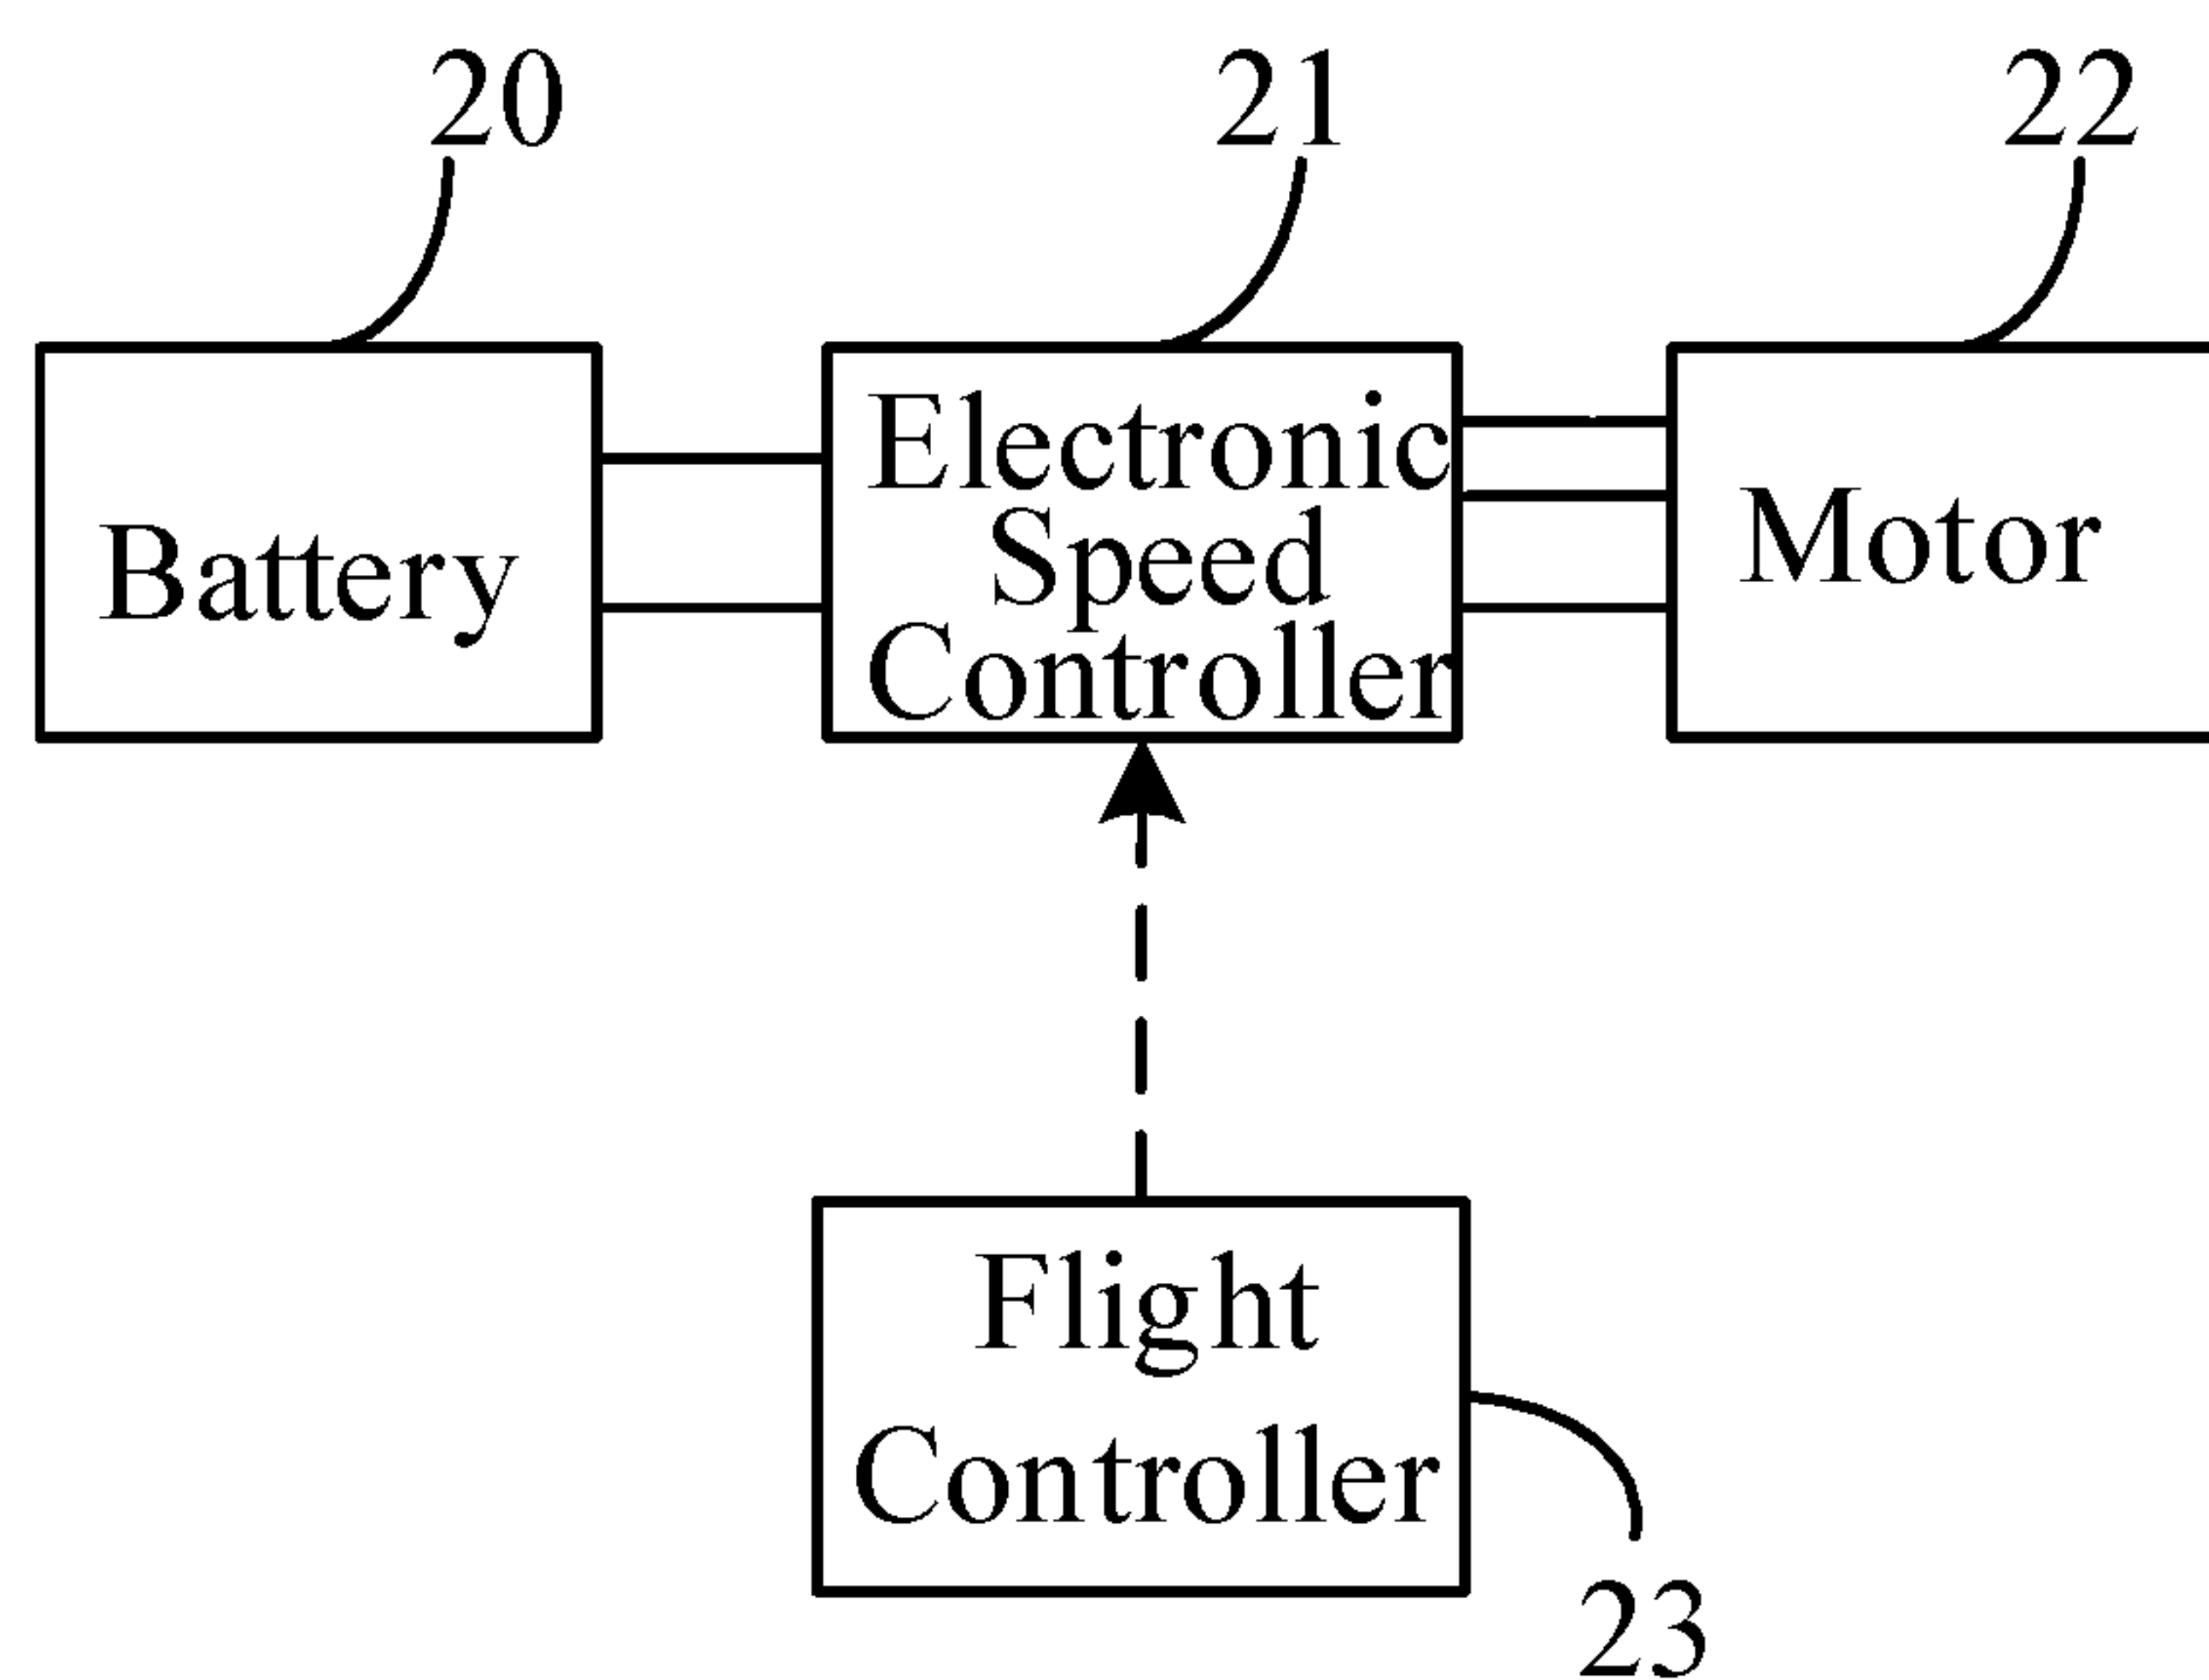 20
21
22
Battery
Electronic
Speed
Controller
Motor
Flight
Controller
23